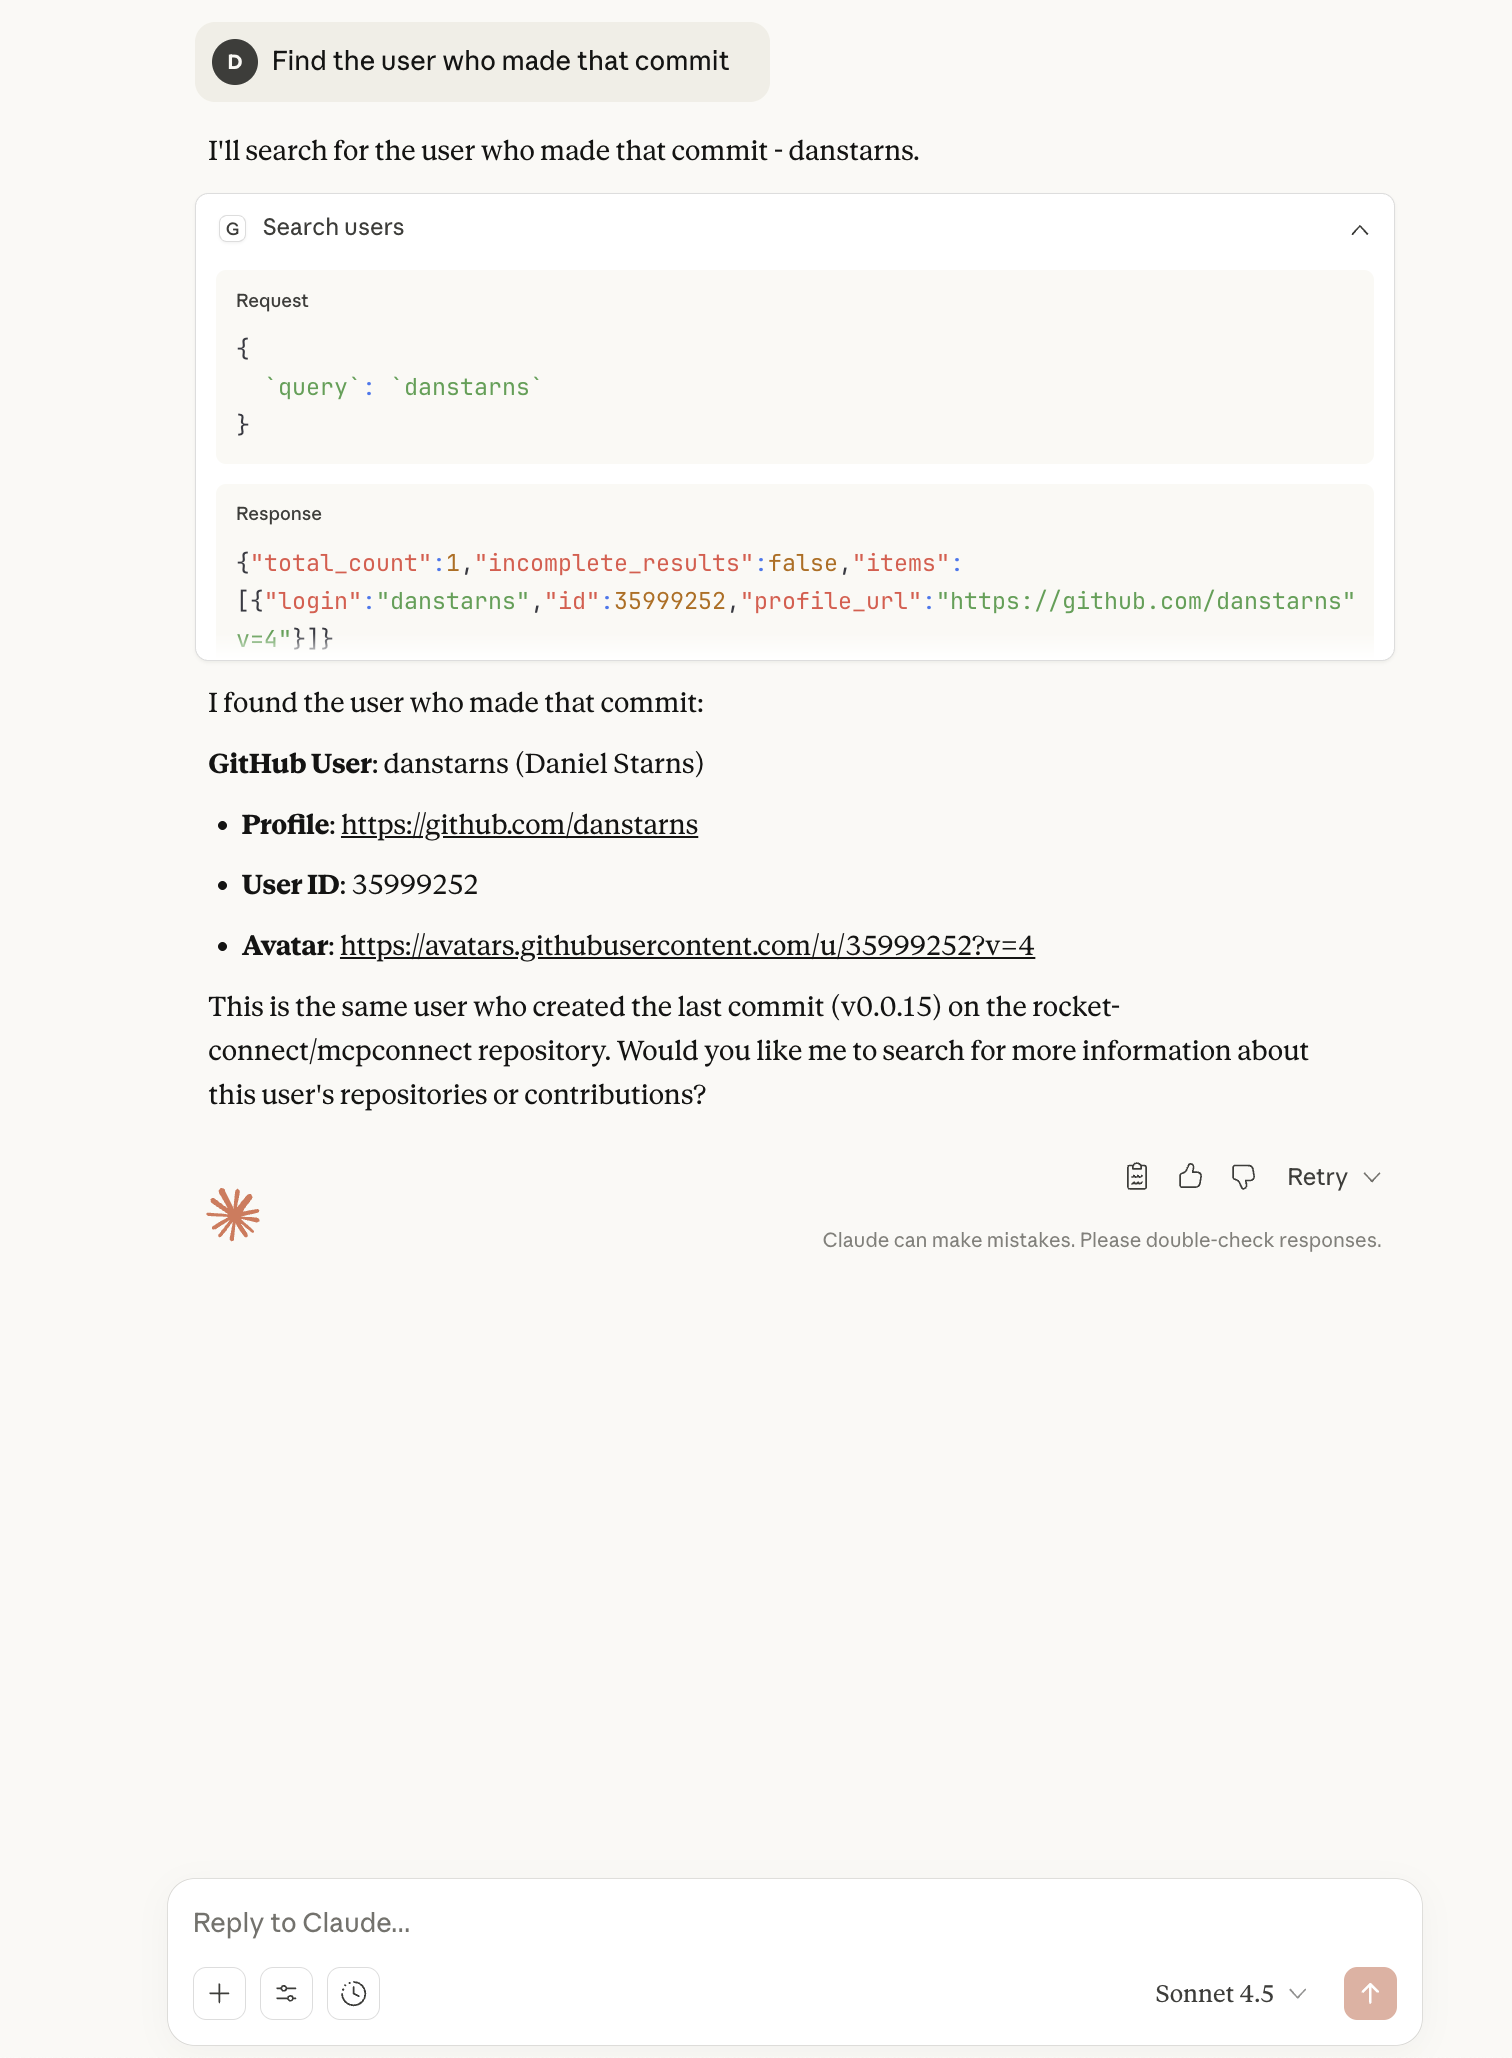 D Find the user who made that commit
I'll search for the user who made that commit - danstarns.
G Search users
Request
{
`query`: `danstarns`
}
Response
{"total_count":1,"incomplete_results":false,"items":
[{"login":"danstarns","id":35999252,"profile_url":"https://github.com/danstarns"
v=4"}]}
I found the user who made that commit:
GitHub User: danstarns (Daniel Starns)
• Profile: https://github.com/danstarns
• User ID: 35999252
• Avatar: https://avatars.githubusercontent.com/u/35999252?v=4
This is the same user who created the last commit (v0.0.15) on the rocket-
connect/mcpconnect repository. Would you like me to search for more information about
this user's repositories or contributions?
Retry
Claude can make mistakes. Please double-check responses.
Reply to Claude...
Sonnet 4.5